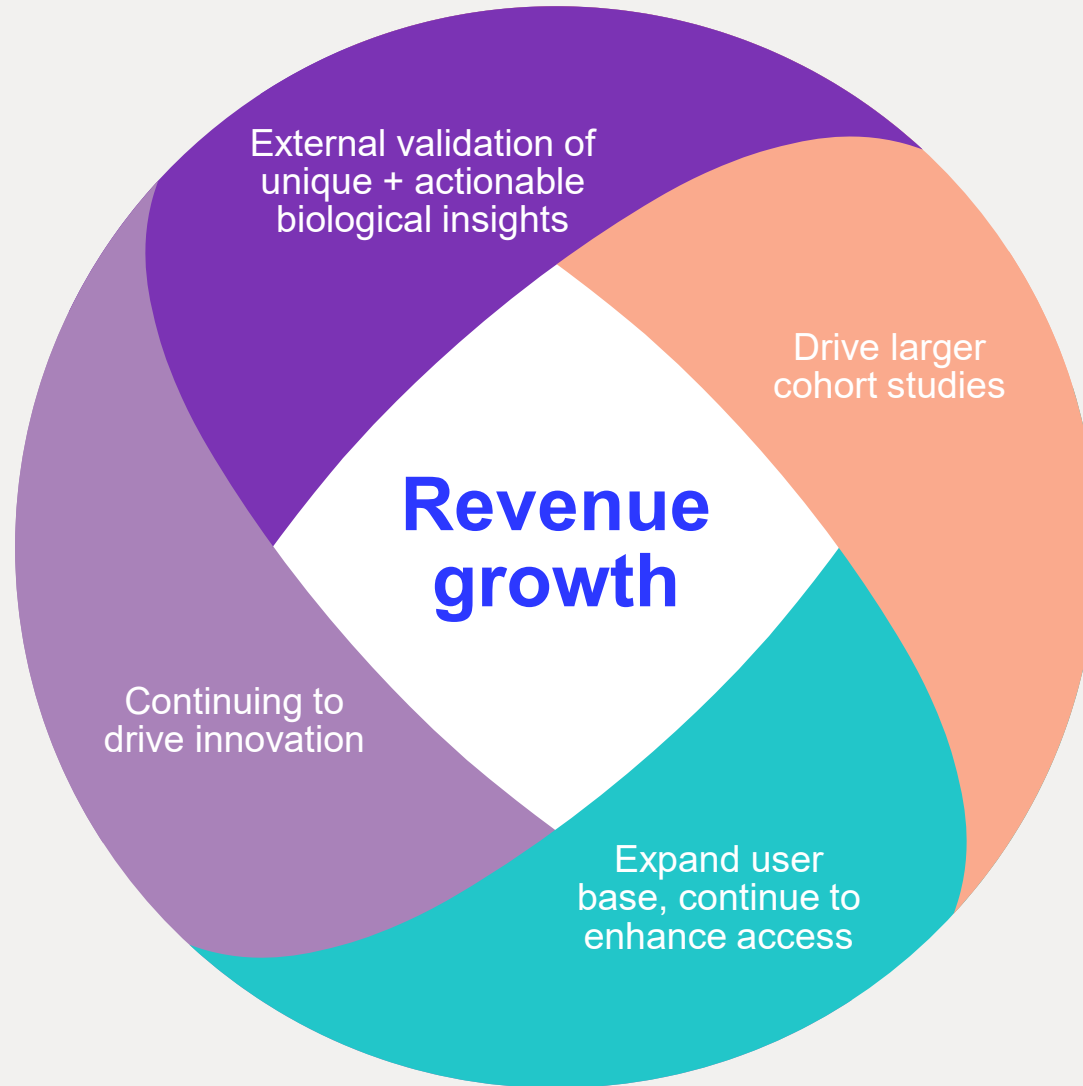 External validation of
unique + actionable
biological insights
Drive larger
cohort studies
Revenue
growth
Continuing to
drive innovation
Expand user
base, continue to
enhance access